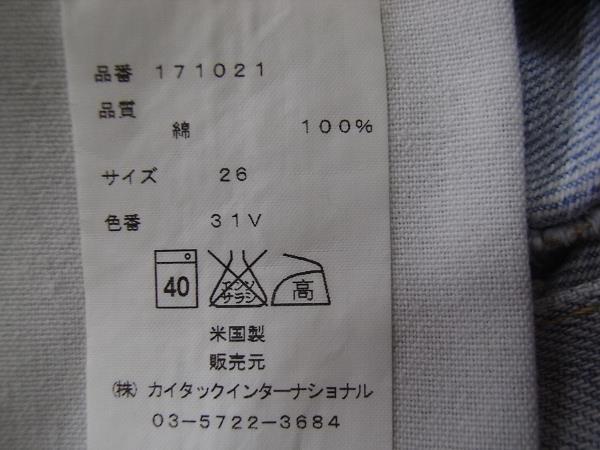 品番 171021
品質
綿 100%
サイズ 26
色番 31V
40
エンソ
サラシ
高
米国製
販売元
(株) カイタックインターナショナル
03-5722-3684